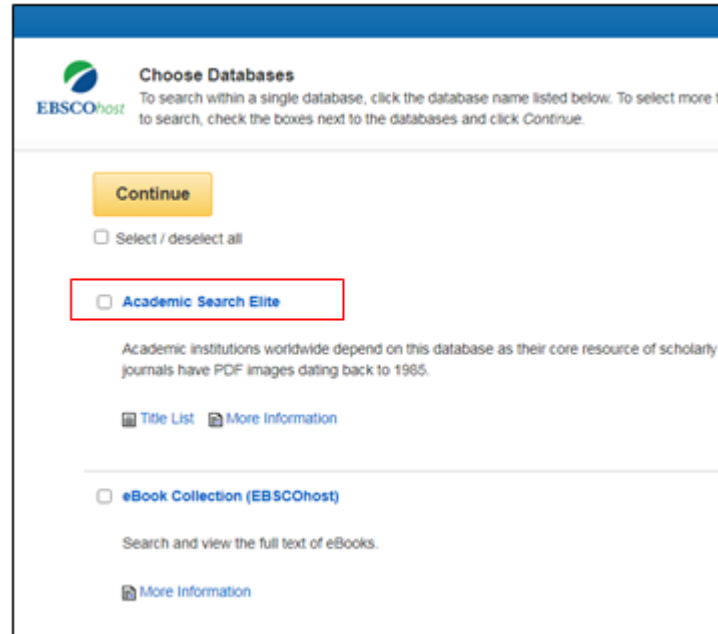 Choose Databases
To search within a single database, click the database name listed below. To select more
EBSCOhost
to search, check the boxes next to the databases and click Continue.
Continue
Select / deselect all
Academic Search Elite
Academic institutions worldwide depend on this database as their core resource of scholarly
journals have PDF images dating back to 1985.
Title List More Information
eBook Collection (EBSCOhost)
Search and view the full text of eBooks.
More Information